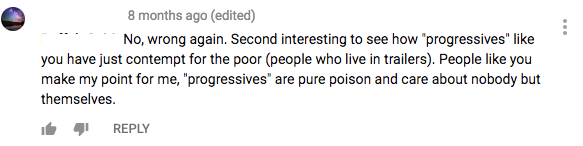 8 months ago (edited)
No, wrong again. Second interesting to see how "progressives" like
you have just contempt for the poor (people who live in trailers). People like you
make my point for me, "progressives" are pure poison and care about nobody but
themselves.
REPLY